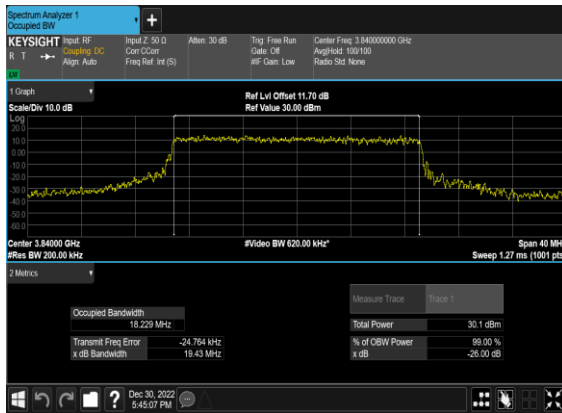 Spectrum Analyzer 1
Occupied BW
+
KEYSIGHT Input: RF Input Z: 50 Ω Atten: 30 dB Trig: Free Run Center Freq: 3.840000000 GHz
R T Coupling: DC Corr CCorr Gate: Off Avg|Hold: 100/100
Align: Auto Freq Ref: Int (S) #IF Gain: Low Radio Std: None
1 Graph
Ref Lvl Offset 11.70 dB
Scale/Div 10.0 dB Ref Value 30.00 dBm
Log
20.0
10.0
0.00
-10.0
-20.0
-30.0
-40.0
-50.0
-60.0
Center 3.84000 GHz #Video BW 620.00 kHz* Span 40 MH
#Res BW 200.00 kHz Sweep 1.27 ms (1001 pts
2 Metrics
Measure Trace Trace 1
Occupied Bandwidth
18.229 MHz Total Power 30.1 dBm
Transmit Freq Error -24.764 kHz % of OBW Power 99.00 %
x dB Bandwidth 19.43 MHz x dB -26.00 dB
? Dec 30, 2022
5:45:07 PM